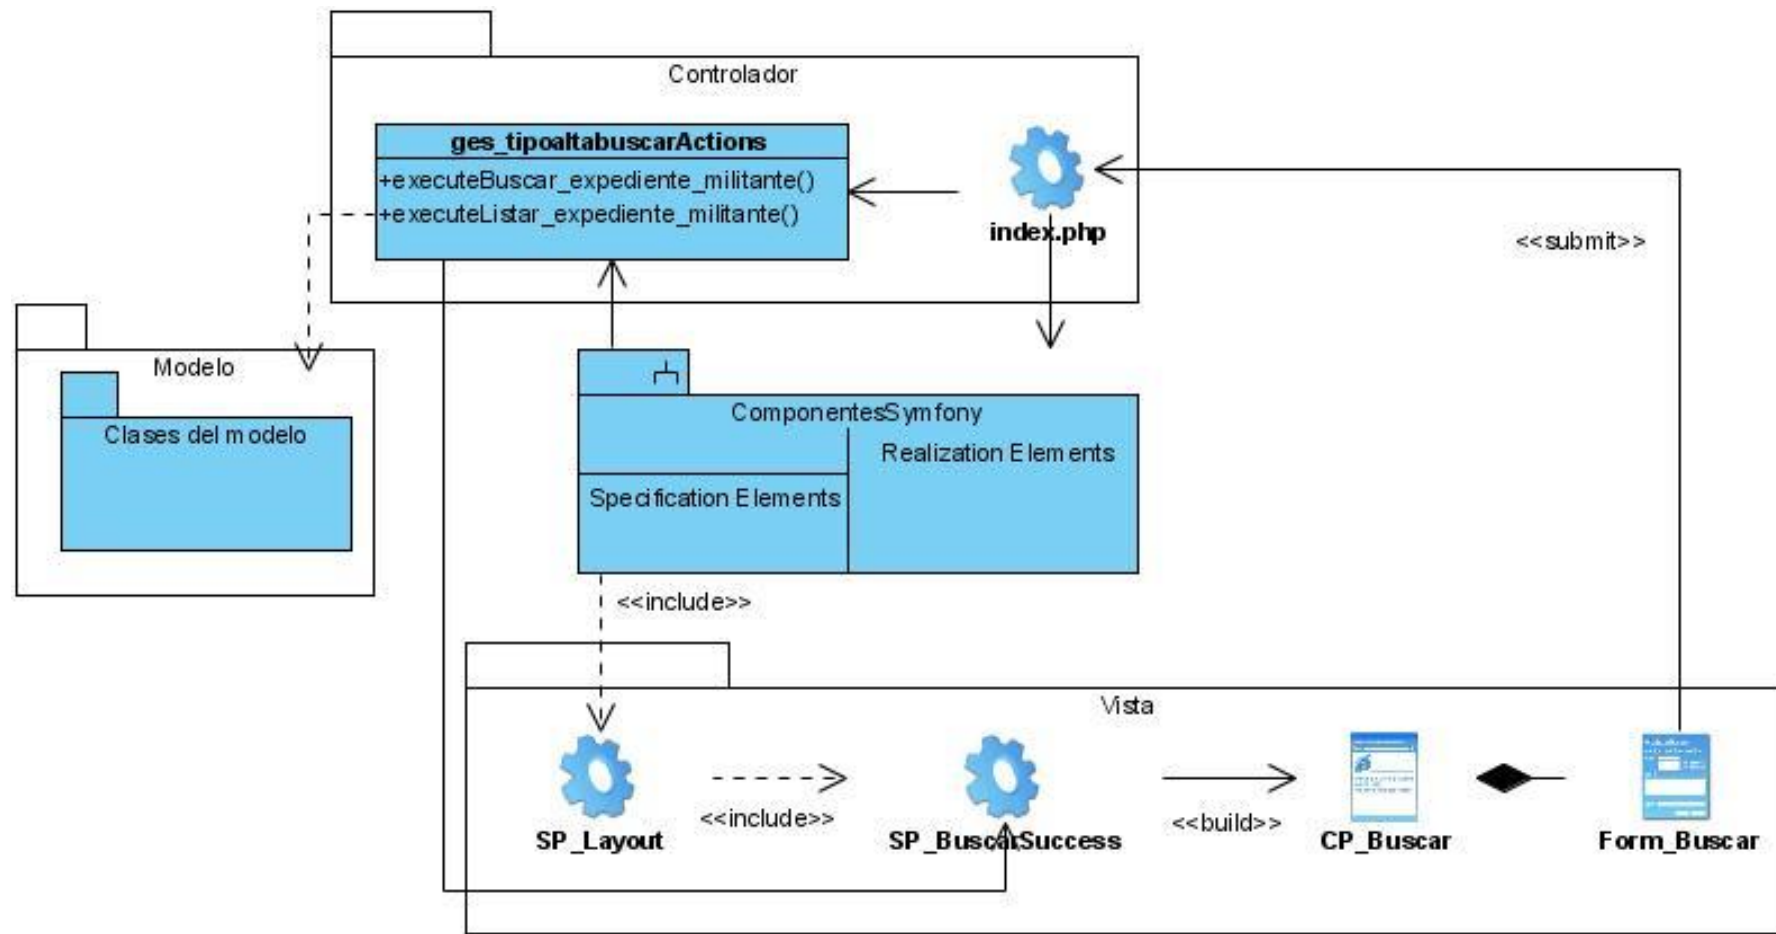 Controlador
ges_tipoaltabuscarActions
+executeBuscar_expediente_militante()
+executeListar_expediente_militante()
index.php
<<submit>>
Modelo
Clases del modelo
ComponentesSymfony
Realization Elements
Specification Elements
<<include>>
Vista
<<include>>
<<build>>
SP_Layout
SP_BuscarSuccess
CP_Buscar
Form_Buscar